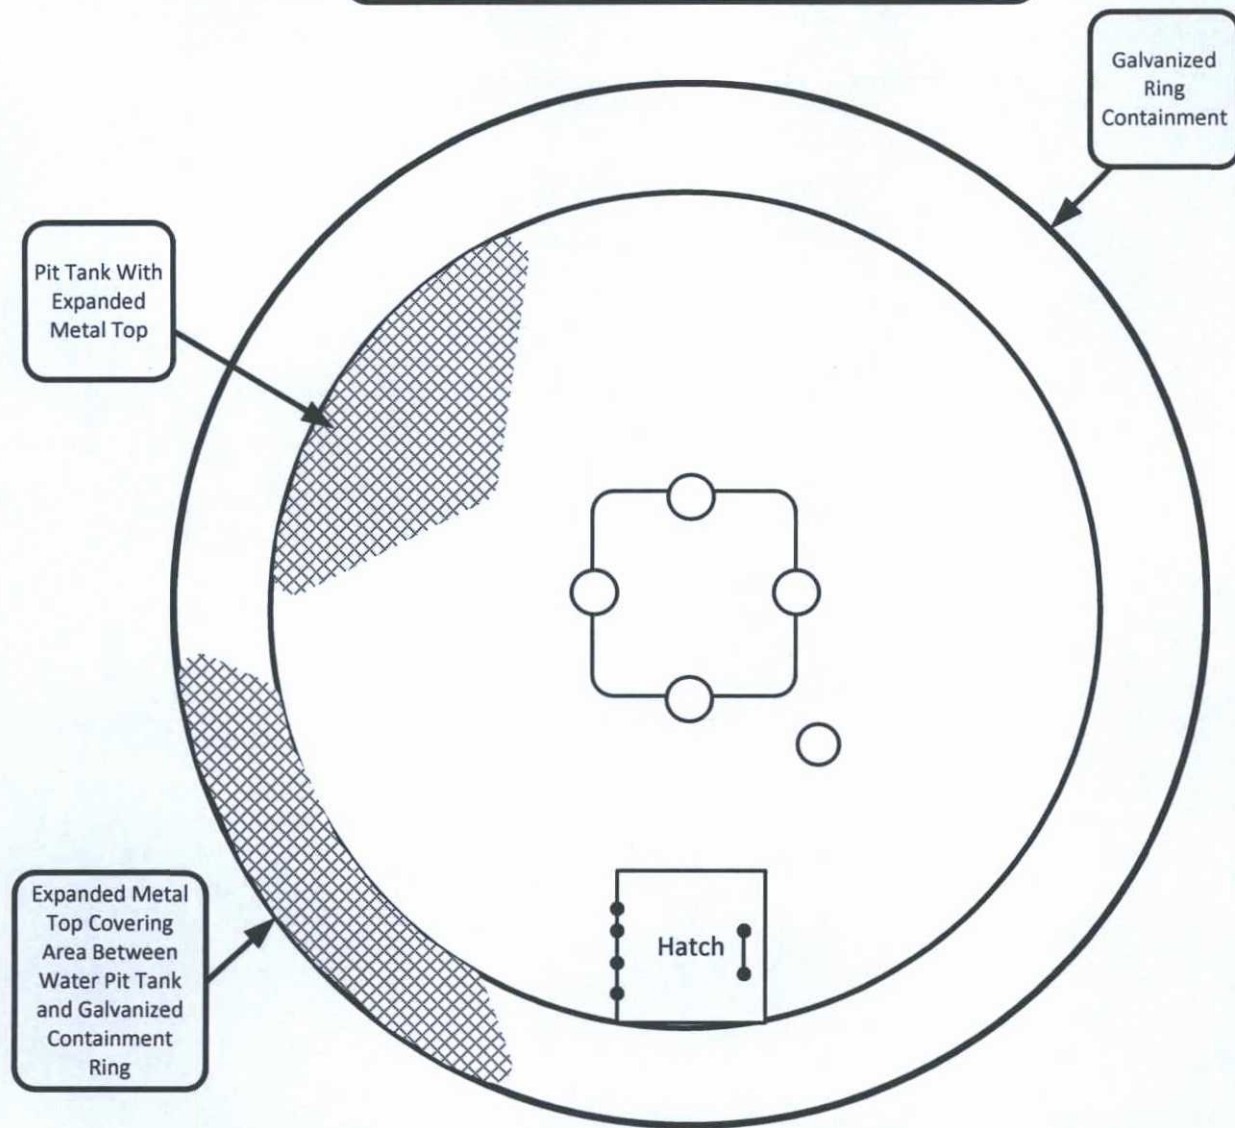 Galvanized
Ring
Containment
Pit Tank With
Expanded
Metal Top
Expanded Metal
Top Covering
Area Between
Water Pit Tank
and Galvanized
Containment
Ring
Hatch